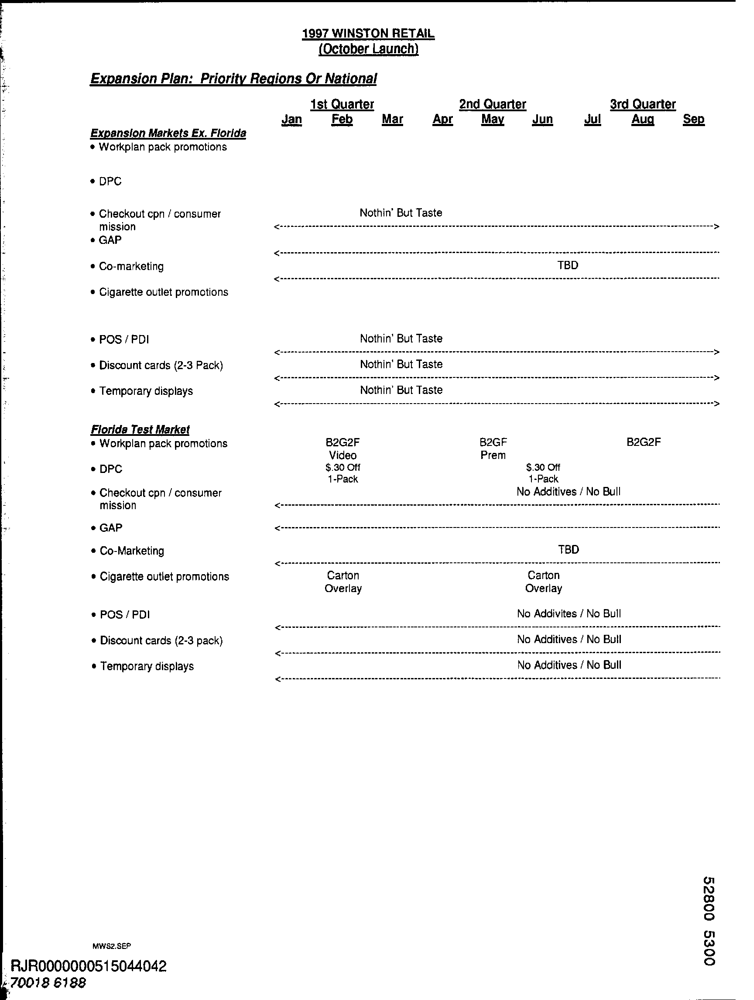 1997 WINSTON RETAIL
(October Launch)
Expansion Plan: Priority Regions Or National
1st Quarter 2nd Quarter 3rd Quarter
Jan Feb Mar Apr May Jun Jul Aug Sep
Expansion Markets Ex. Florida
• Workplan pack promotions
• DPC
• Checkout cpn / consumer Nothin' But Taste
mission
• GAP
• Co-marketing TBD
• Cigarette outlet promotions
• POS / PDI Nothin' But Taste
• Discount cards (2-3 Pack) Nothin' But Taste
• Temporary displays Nothin' But Taste
Florida Test Market
• Workplan pack promotions B2G2F B2GF B2G2F
Video Prem
• DPC $.30 Off $.30 Off
1-Pack 1-Pack
• Checkout cpn / consumer No Additives / No Bull
mission
• GAP
• Co-Marketing TBD
• Cigarette outlet promotions Carton Carton
Overlay Overlay
• POS / PDI No Addivites / No Bull
• Discount cards (2-3 pack) No Additives / No Bull
• Temporary displays No Additives / No Bull
52800 5300
MWS2.SEP
RJR0000000515044042
70018 6188